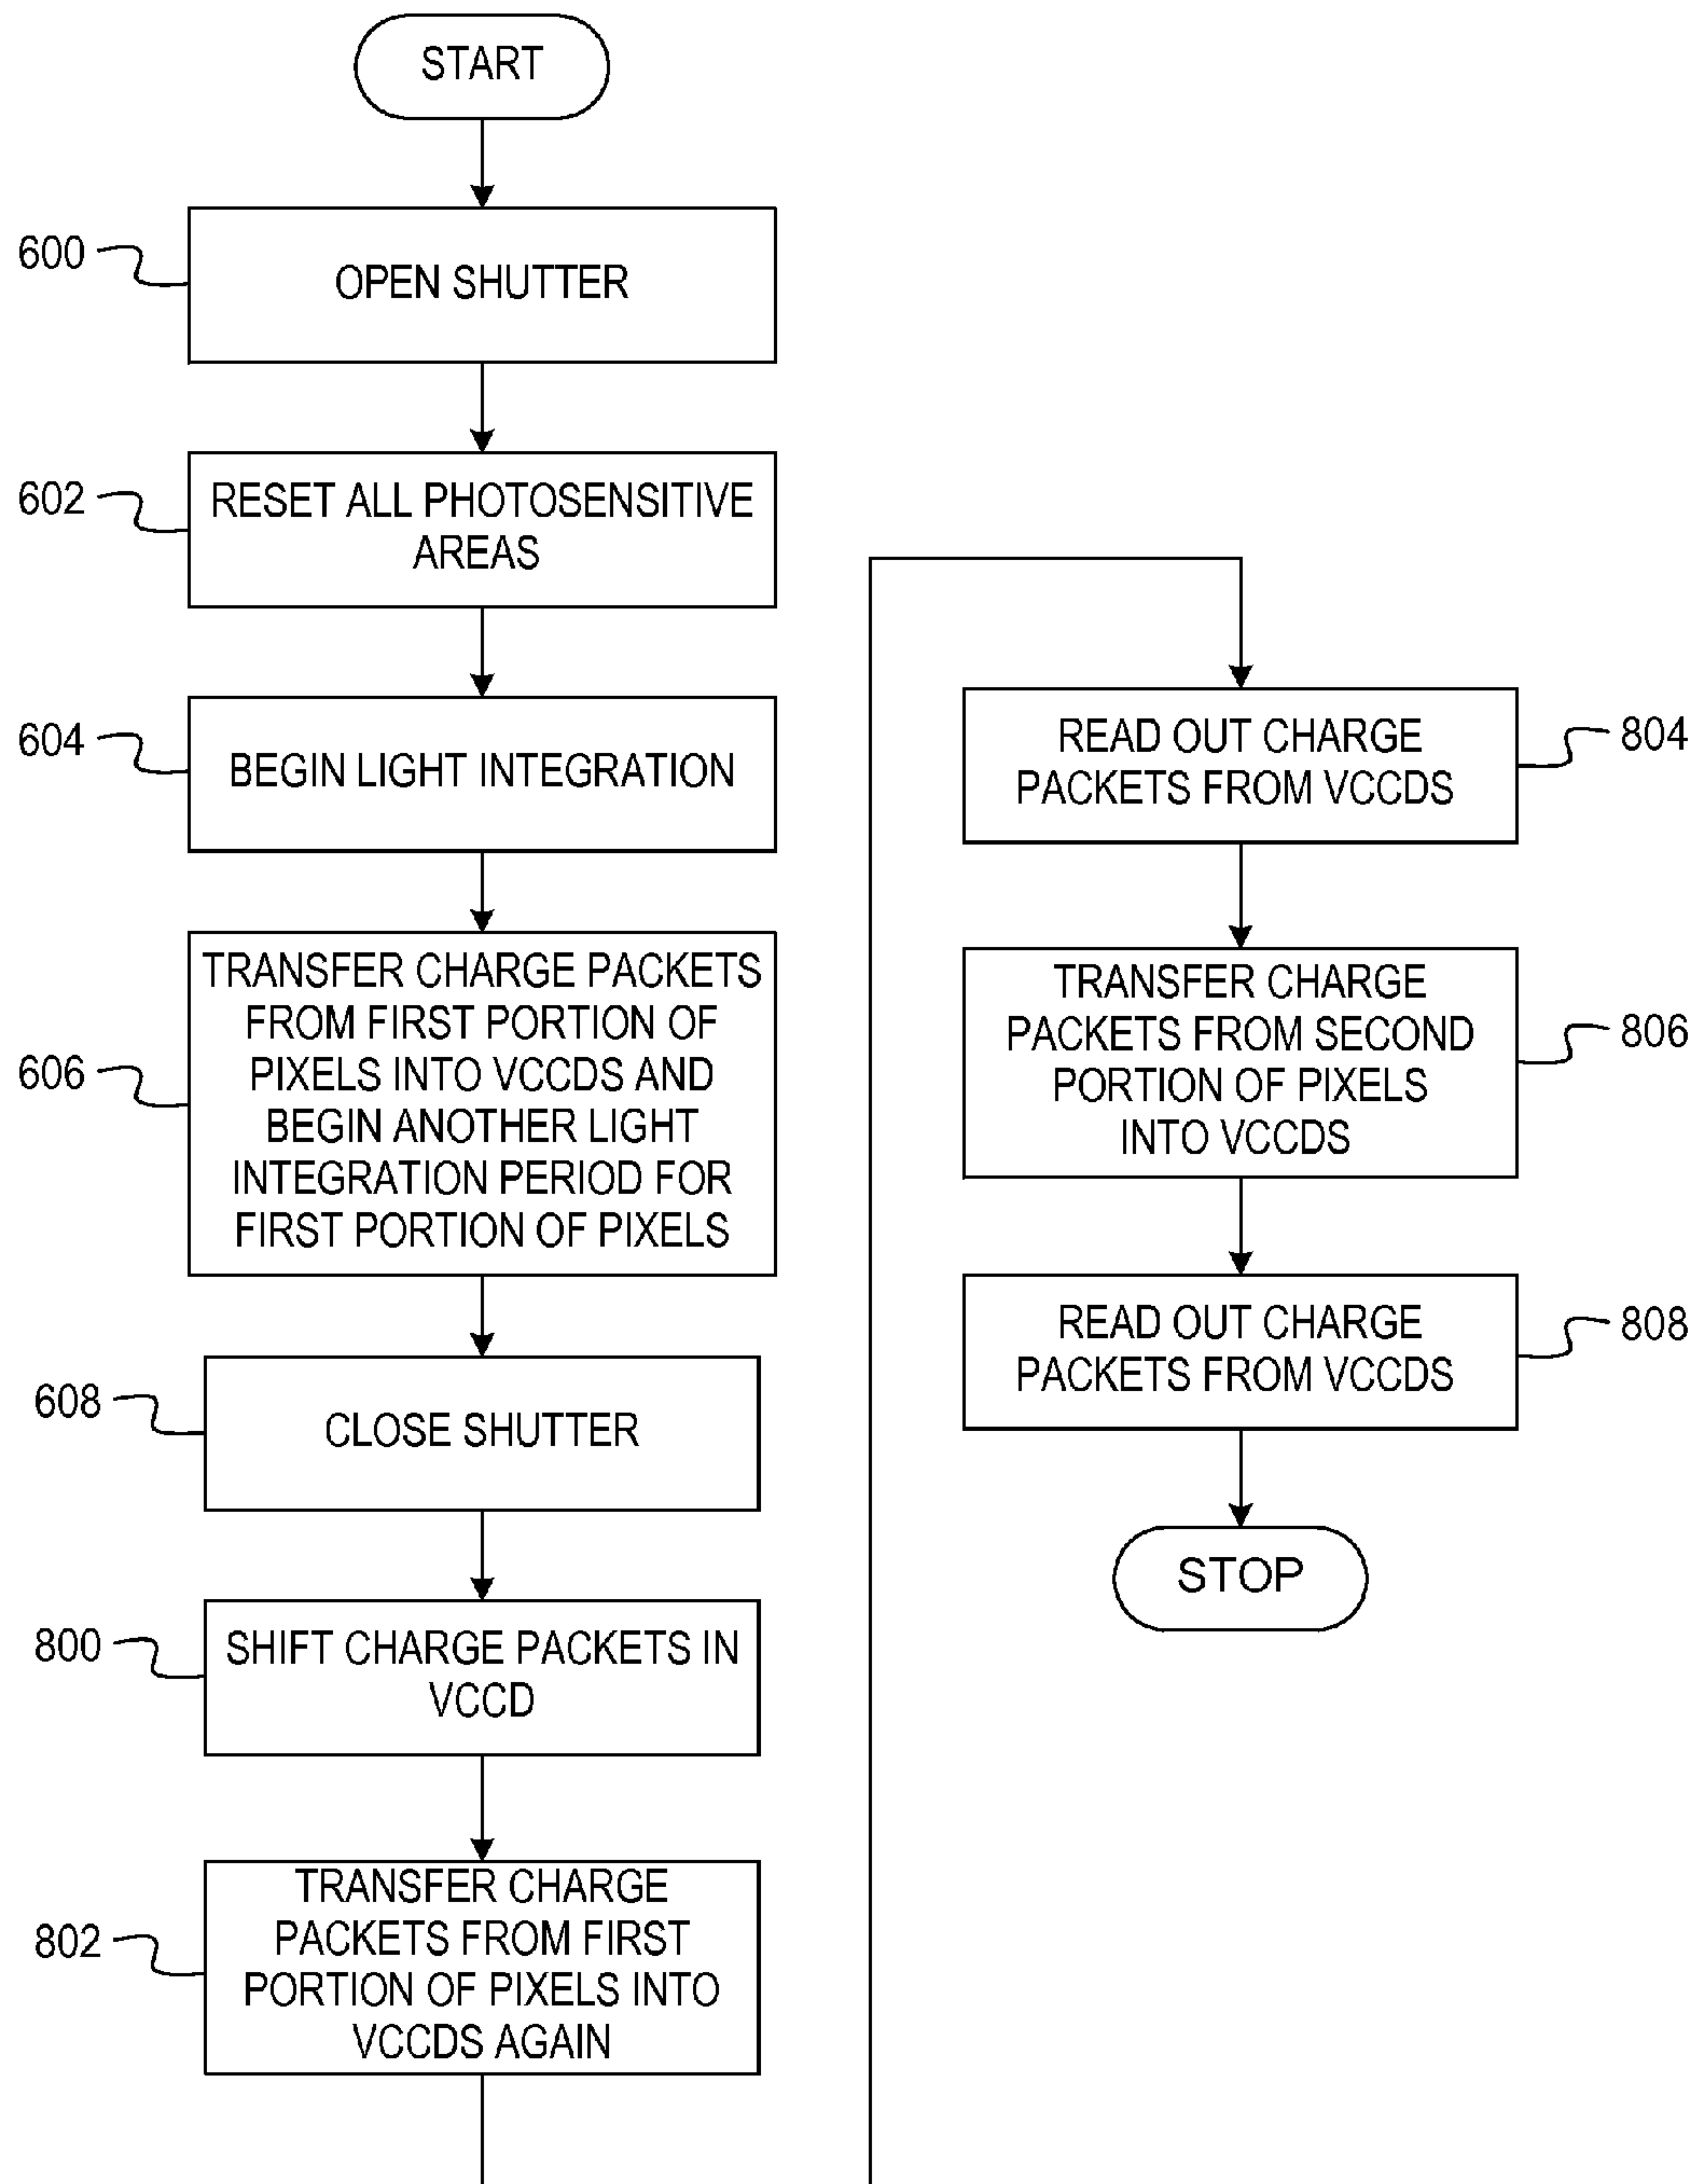 START
600
OPEN SHUTTER
602
RESET ALL PHOTOSENSITIVE
AREAS
604
BEGIN LIGHT INTEGRATION
606
TRANSFER CHARGE PACKETS
FROM FIRST PORTION OF
PIXELS INTO VCCDS AND
BEGIN ANOTHER LIGHT
INTEGRATION PERIOD FOR
FIRST PORTION OF PIXELS
608
CLOSE SHUTTER
800
SHIFT CHARGE PACKETS IN
VCCD
802
TRANSFER CHARGE
PACKETS FROM FIRST
PORTION OF PIXELS INTO
VCCDS AGAIN
READ OUT CHARGE
PACKETS FROM VCCDS
804
TRANSFER CHARGE
PACKETS FROM SECOND
PORTION OF PIXELS
INTO VCCDS
806
READ OUT CHARGE
PACKETS FROM VCCDS
808
STOP